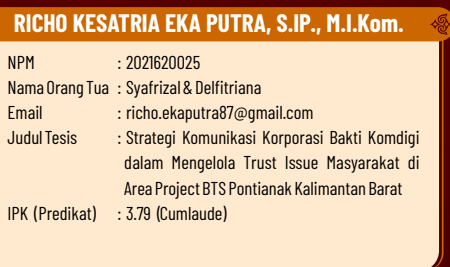 RICHO KESATRIA EKA PUTRA, S.IP., M.I.Kom.
NPM : 2021620025
Nama Orang Tua : Syafrizal & Delfitriana
Email : richo.ekaputra87@gmail.com
Judul Tesis : Strategi Komunikasi Korporasi Bakti Komdigi
dalam Mengelola Trust Issue Masyarakat di
Area Project BTS Pontianak Kalimantan Barat
IPK (Predikat) : 3.79 (Cumlaude)